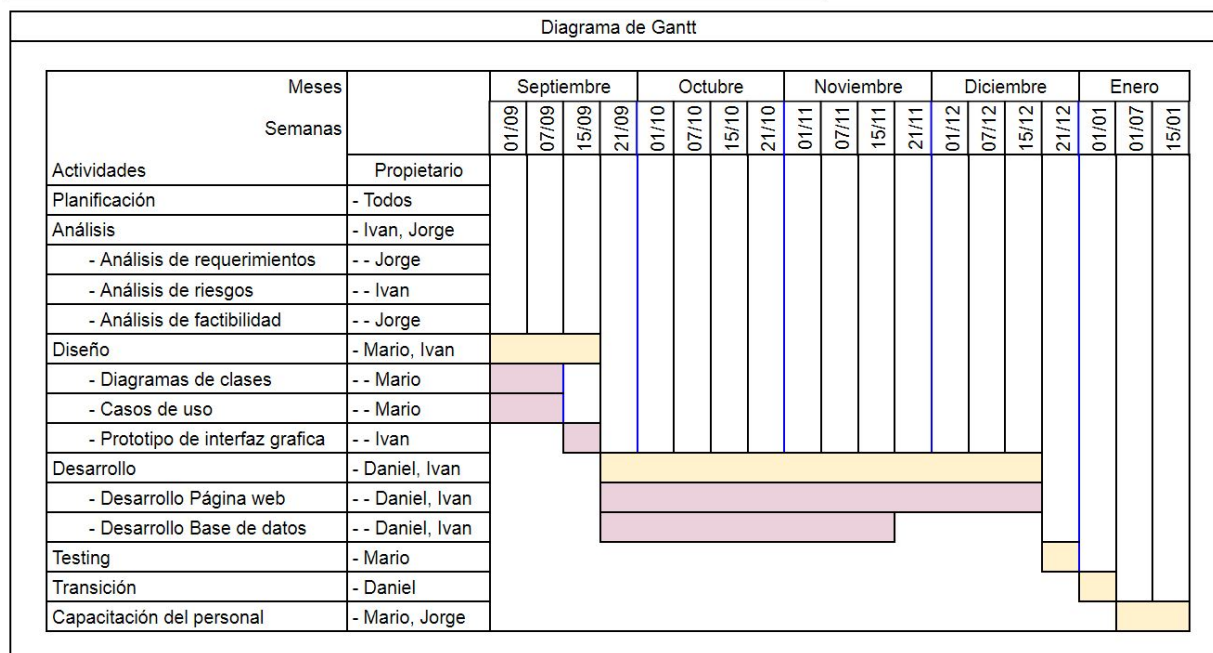 Diagrama de Gantt
Meses Septiembre Octubre Noviembre Diciembre Enero
Semanas 01/09 07/09 15/09 21/09 01/10 07/10 15/10 21/10 01/11 07/11 15/11 21/11 01/12 07/12 15/12 21/12 01/01 01/07 15/01
Actividades Propietario
Planificación - Todos
Análisis - Ivan, Jorge
- Análisis de requerimientos - - Jorge
- Análisis de riesgos - - Ivan
- Análisis de factibilidad - - Jorge
Diseño - Mario, Ivan
- Diagramas de clases - - Mario
- Casos de uso - - Mario
- Prototipo de interfaz grafica - - Ivan
Desarrollo - Daniel, Ivan
- Desarrollo Página web - - Daniel, Ivan
- Desarrollo Base de datos - - Daniel, Ivan
Testing - Mario
Transición - Daniel
Capacitación del personal - Mario, Jorge